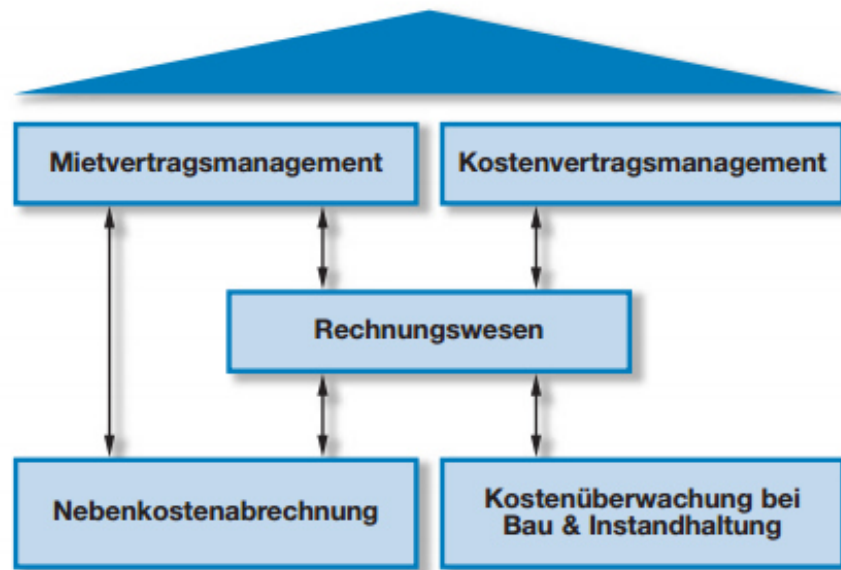 Mietvertragsmanagement
Kostenvertragsmanagement
Rechnungswesen
Nebenkostenabrechnung
Kostenüberwachung bei
Bau & Instandhaltung